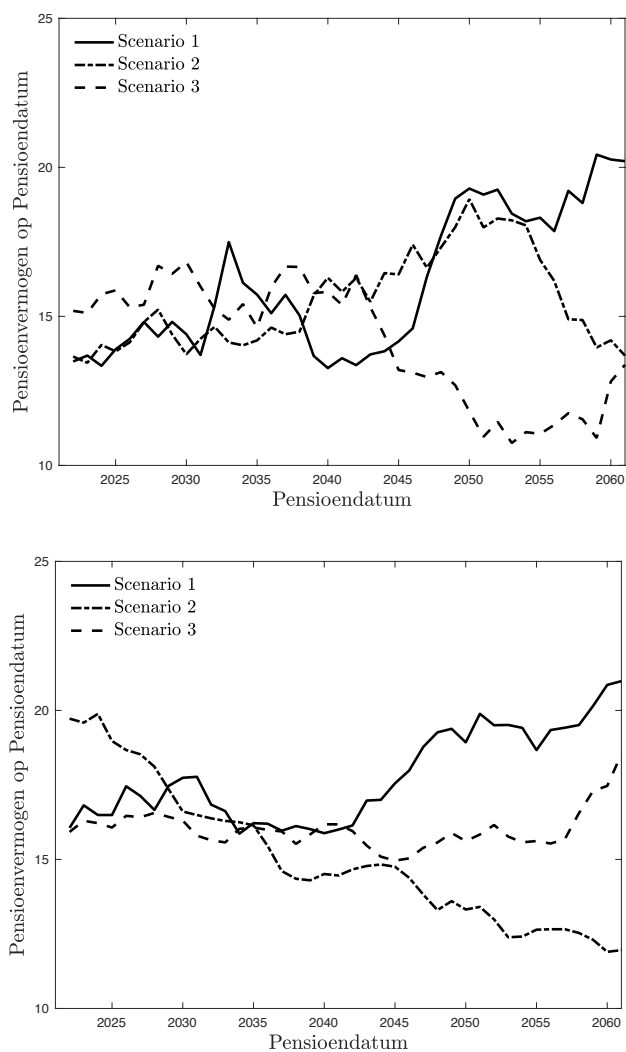 25
20
15
10
Pensioenvermogen op Pensioendatum
Scenario 1
Scenario 2
Scenario 3
2025 2030 2035 2040 2045 2050 2055 2060
Pensioendatum
25
20
15
10
Pensioenvermogen op Pensioendatum
Scenario 1
Scenario 2
Scenario 3
2025 2030 2035 2040 2045 2050 2055 2060
Pensioendatum